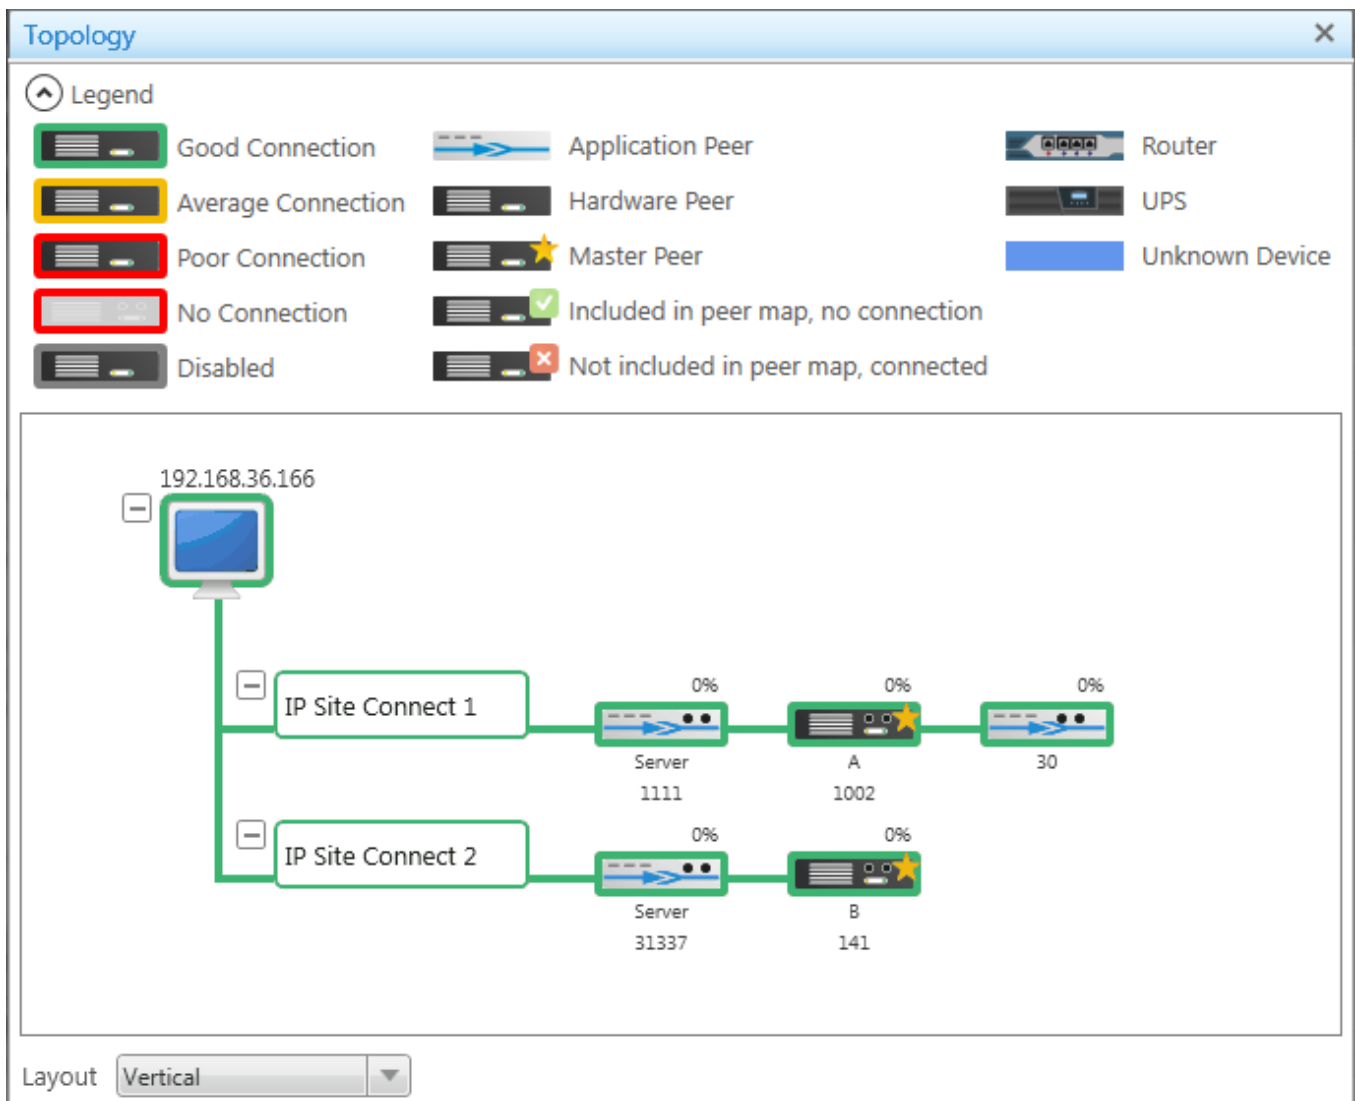 Topology
Legend
Good Connection
Application Peer
Router
Average Connection
Hardware Peer
UPS
Poor Connection
Master Peer
Unknown Device
No Connection
Included in peer map, no connection
Disabled
Not included in peer map, connected
192.168.36.166
IP Site Connect 1
0%
0%
0%
Server
A
30
1111
1002
IP Site Connect 2
0%
0%
Server
B
31337
141
Layout
Vertical